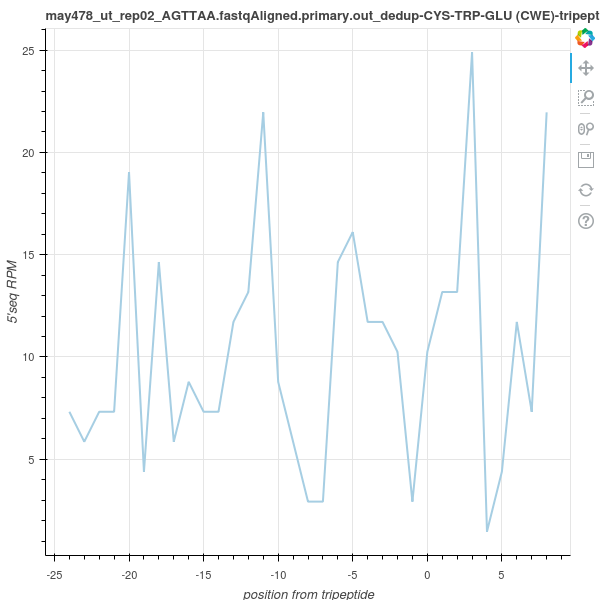 may478_ut_rep02_AGTTAA.fastqAligned.primary.out_dedup-CYS-TRP-GLU (CWE)-tripept
25
20
15
10
5
5'seq RPM
-25 -20 -15 -10 -5 0 5
position from tripeptide